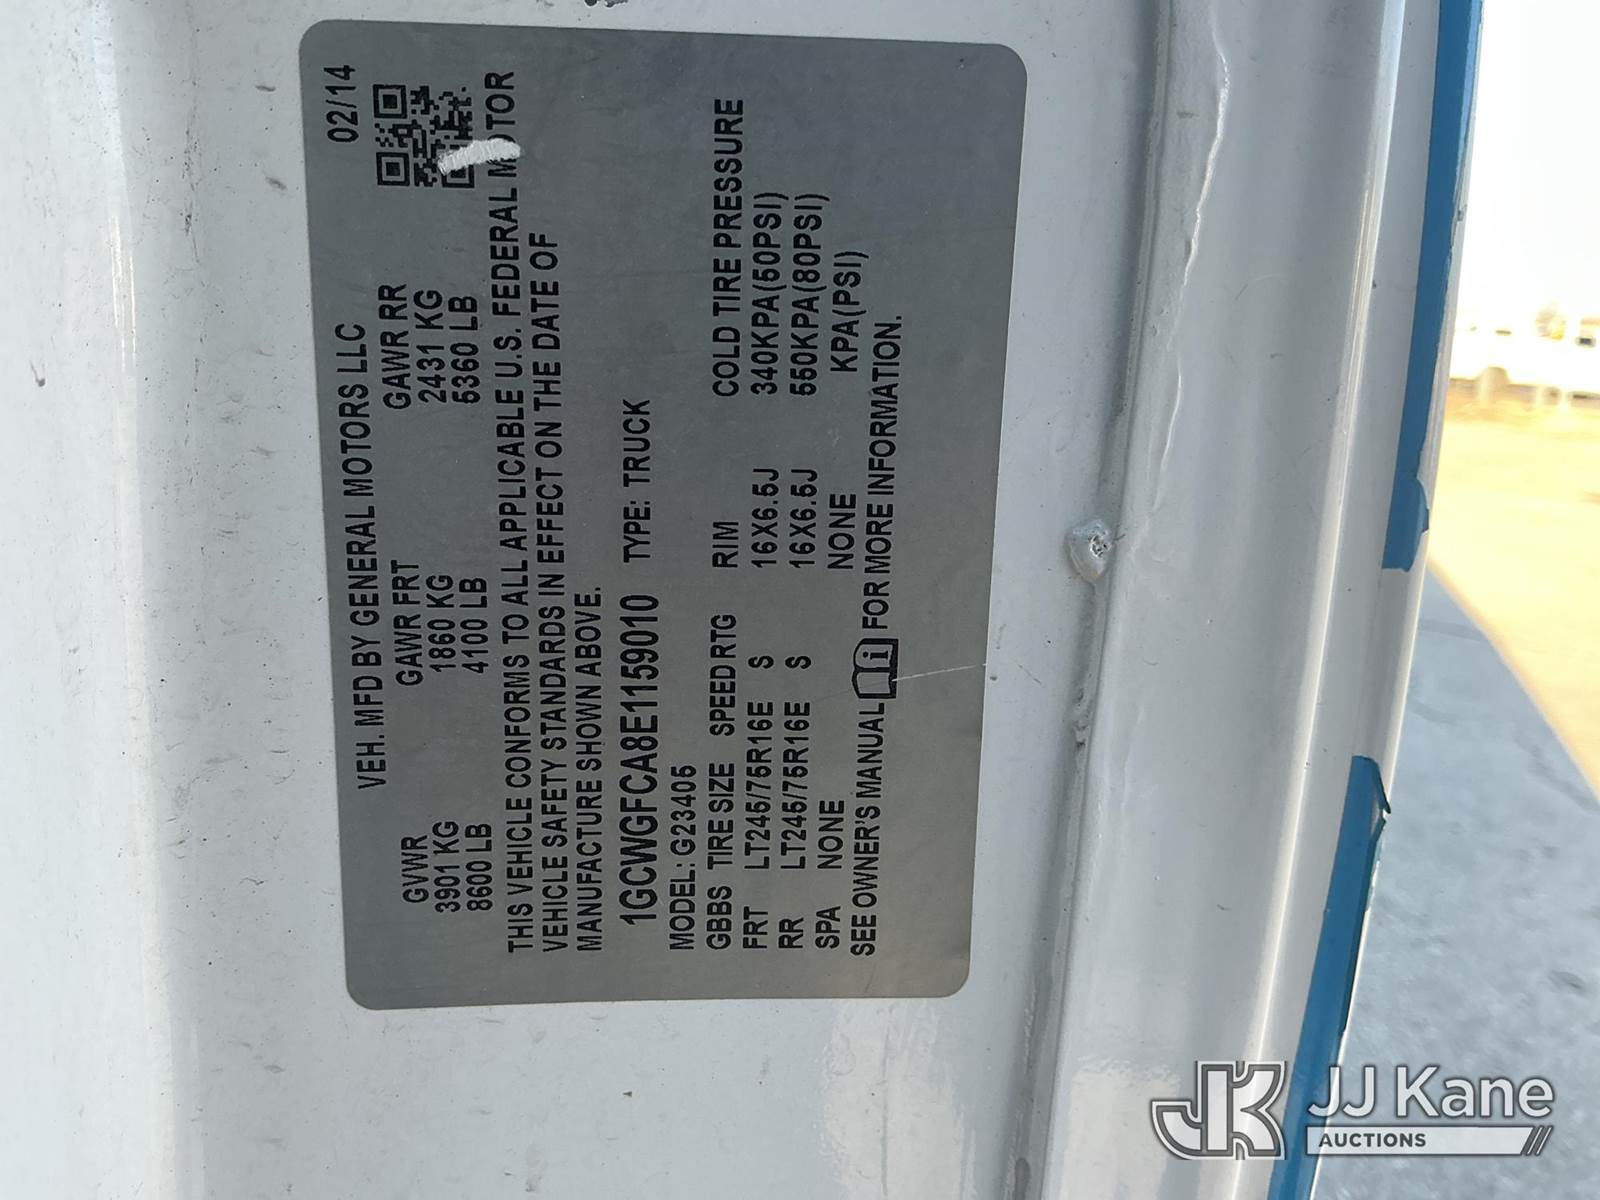 VEH. MFD BY GENERAL MOTORS LLC 02/14
GVWR GAWR FRT GAWR RR
3901 KG 1860 KG 2431 KG
8600 LB 4100 LB 5360 LB
THIS VEHICLE CONFORMS TO ALL APPLICABLE U.S. FEDERAL MOTOR
VEHICLE SAFETY STANDARDS IN EFFECT ON THE DATE OF
MANUFACTURE SHOWN ABOVE.
1GCWGFCA8E1159010 TYPE: TRUCK
MODEL: G23405
GBBS TIRE SIZE SPEED RTG RIM COLD TIRE PRESSURE
FRT LT245/75R16E S 16X6.5J 340KPA(50PSI)
RR LT245/75R16E S 16X6.5J 550KPA(80PSI)
SPA NONE NONE KPA(PSI)
SEE OWNER'S MANUAL i FOR MORE INFORMATION.
JK JJ Kane
AUCTIONS